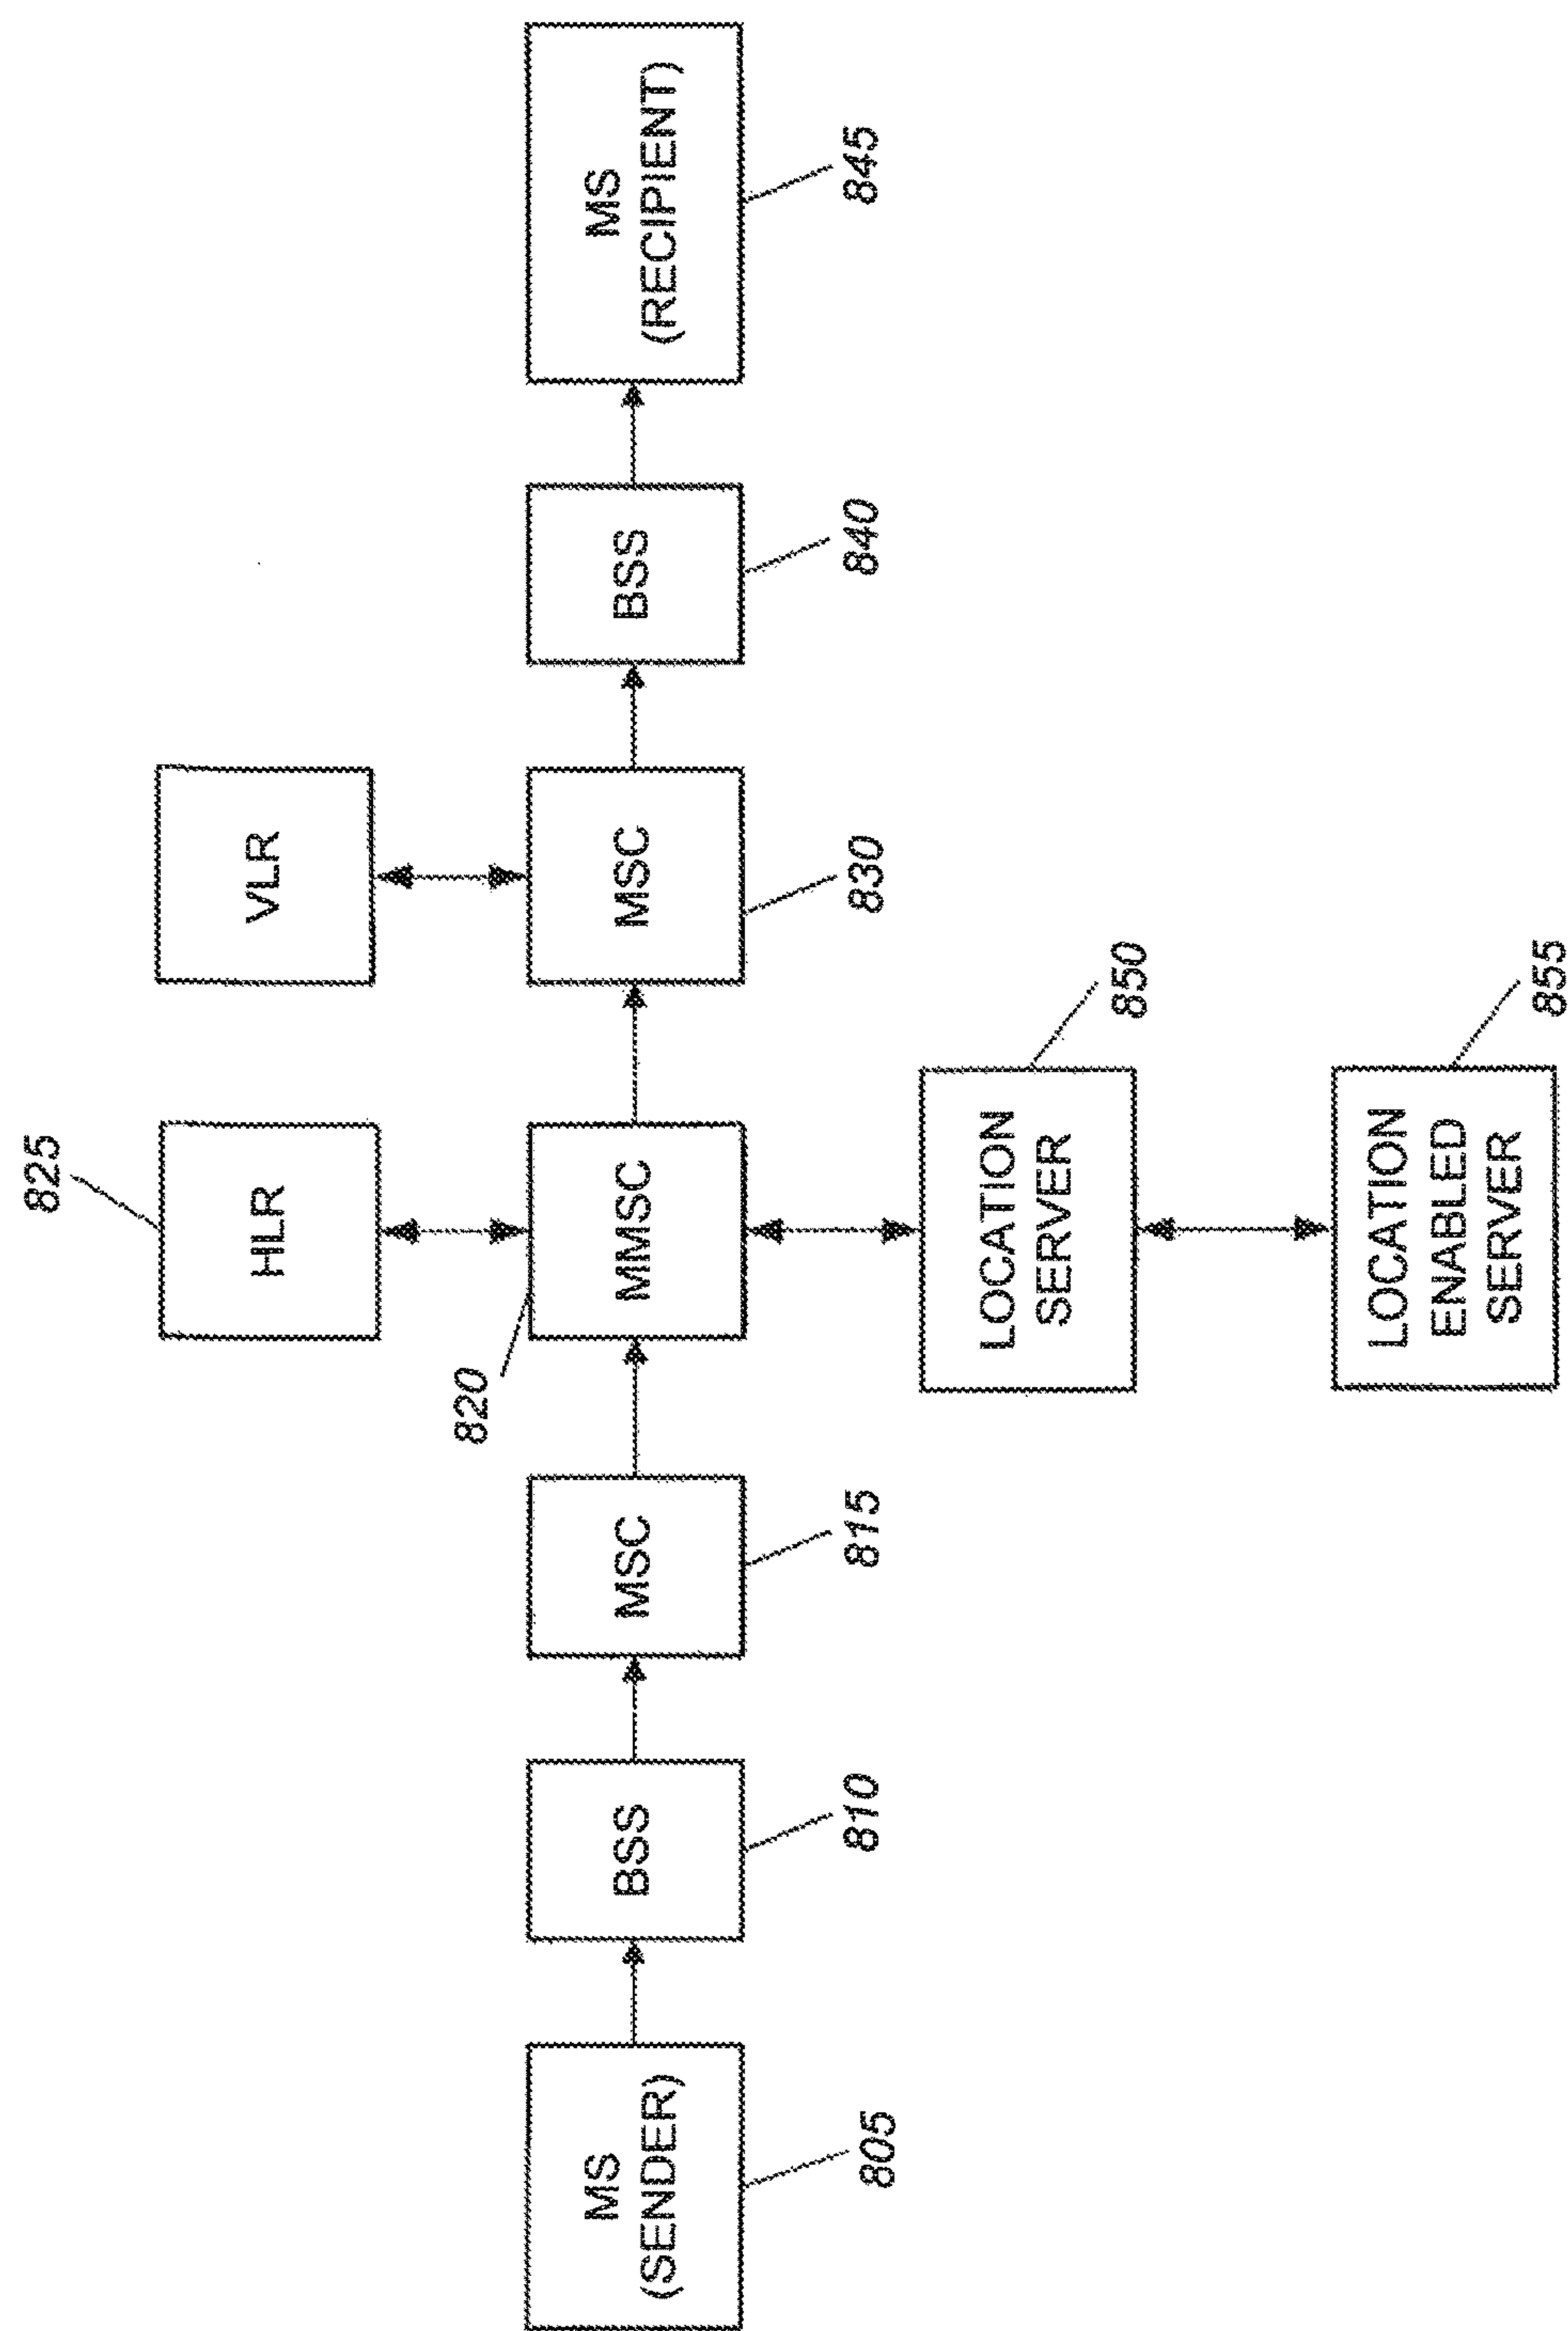 825
HLR
VLR
820
MS
(SENDER)
BSS
MSC
MMSC
MSC
BSS
MS
(RECIPIENT)
805
810
815
830
840
845
LOCATION
SERVER
850
LOCATION
ENABLED
SERVER
855